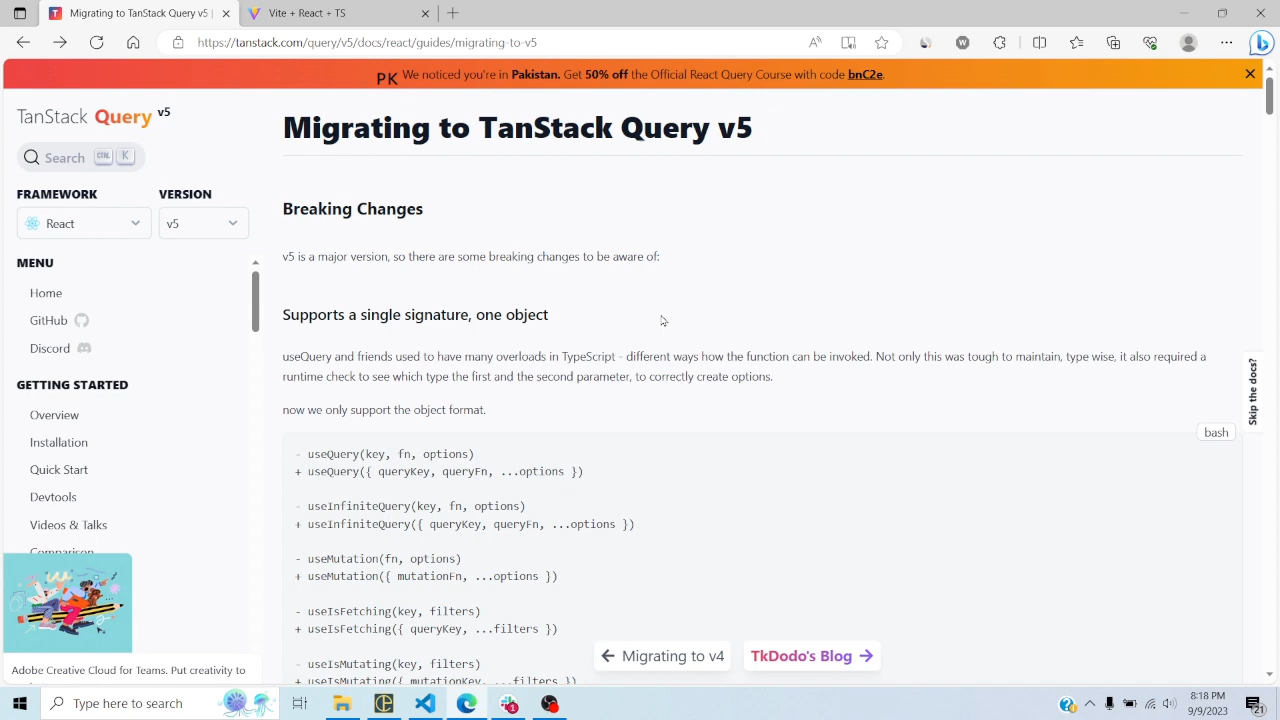 Migrating to TanStack Query v5 |
Vite + React + TS
https://tanstack.com/query/v5/docs/react/guides/migrating-to-v5
PK We noticed you're in Pakistan. Get 50% off the Official React Query Course with code bnC2e.
TanStack Query v5
Search CTRL K
FRAMEWORK VERSION
React v5
MENU
Home
GitHub
Discord
GETTING STARTED
Overview
Installation
Quick Start
Devtools
Videos & Talks
Comparison
Adobe Creative Cloud for Teams. Put creativity to
Migrating to TanStack Query v5
Breaking Changes
v5 is a major version, so there are some breaking changes to be aware of:
Supports a single signature, one object
useQuery and friends used to have many overloads in TypeScript - different ways how the function can be invoked. Not only this was tough to maintain, type wise, it also required a
runtime check to see which type the first and the second parameter, to correctly create options.
now we only support the object format.
bash
- useQuery(key, fn, options)
+ useQuery({ queryKey, queryFn, ...options })
- useInfiniteQuery(key, fn, options)
+ useInfiniteQuery({ queryKey, queryFn, ...options })
- useMutation(fn, options)
+ useMutation({ mutationFn, ...options })
- useIsFetching(key, filters)
+ useIsFetching({ queryKey, ...filters })
- useIsMutating(key, filters)
+ useIsMutating({ mutationKey, ...filters })
← Migrating to v4
TkDodo's Blog →
Skip the docs?
Type here to search
8:18 PM
9/9/2023
21